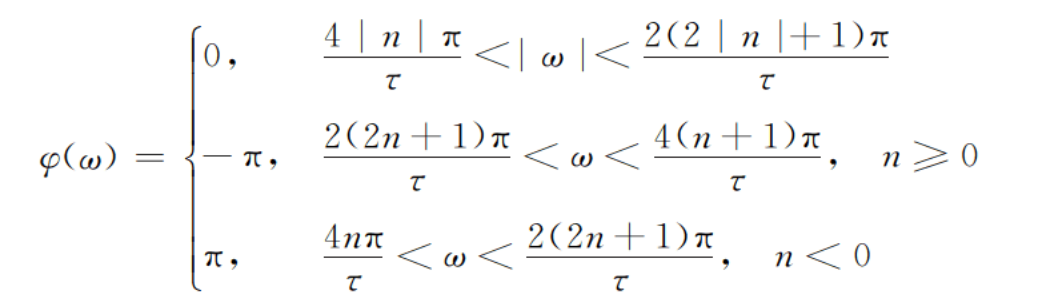 φ(ω) = { 0, 4|n|π/τ < |ω| < 2(2|n|+1)π/τ
−π, 2(2n+1)π/τ < ω < 4(n+1)π/τ, n ⩾ 0
π, 4nπ/τ < ω < 2(2n+1)π/τ, n < 0